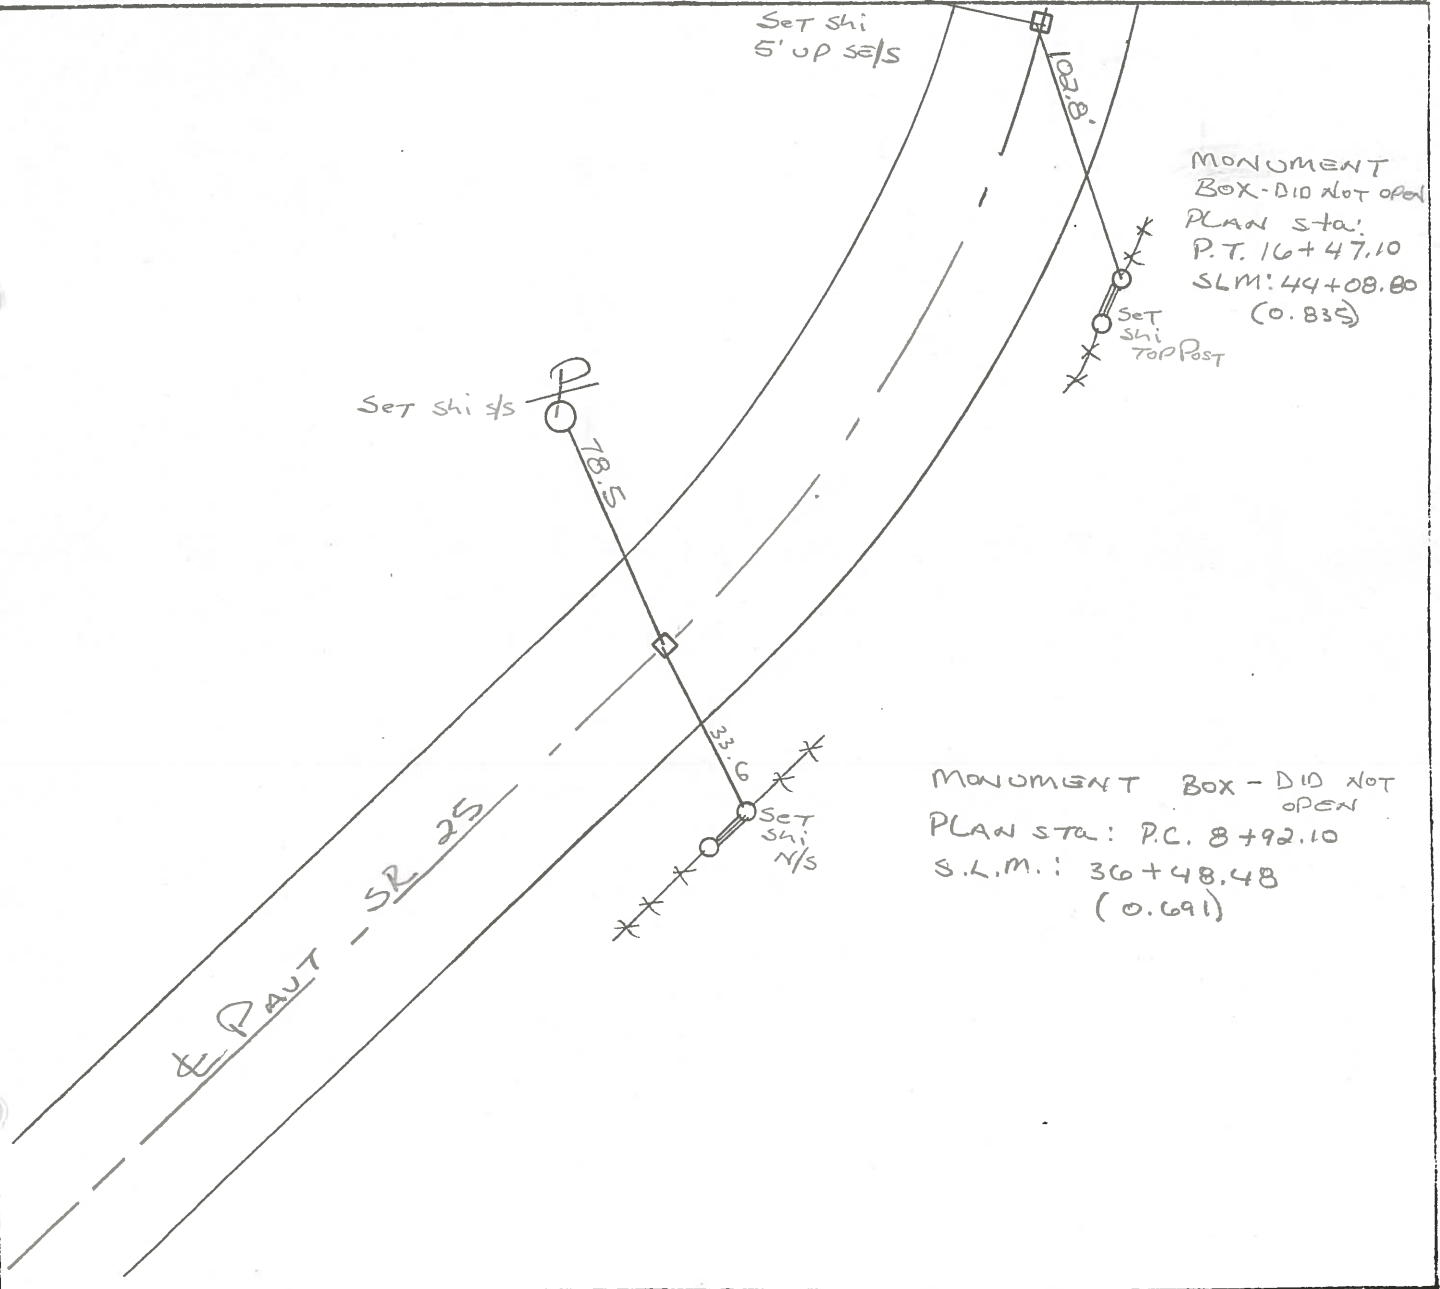 SET Shi
5' UP SE/S
102.8'
MONUMENT
BOX - DID NOT OPEN
PLAN Sta:
P.T. 16+47.10
SLM: 44+08.80
(0.835)
SET
Shi
TOP POST
P
SET Shi S/S
78.5
33.6
SET
Shi
N/S
MONUMENT BOX - DID NOT
OPEN
PLAN STA: P.C. 8+92.10
S.L.M.: 36+48.48
(0.691)
℄ PAVT - SR 25